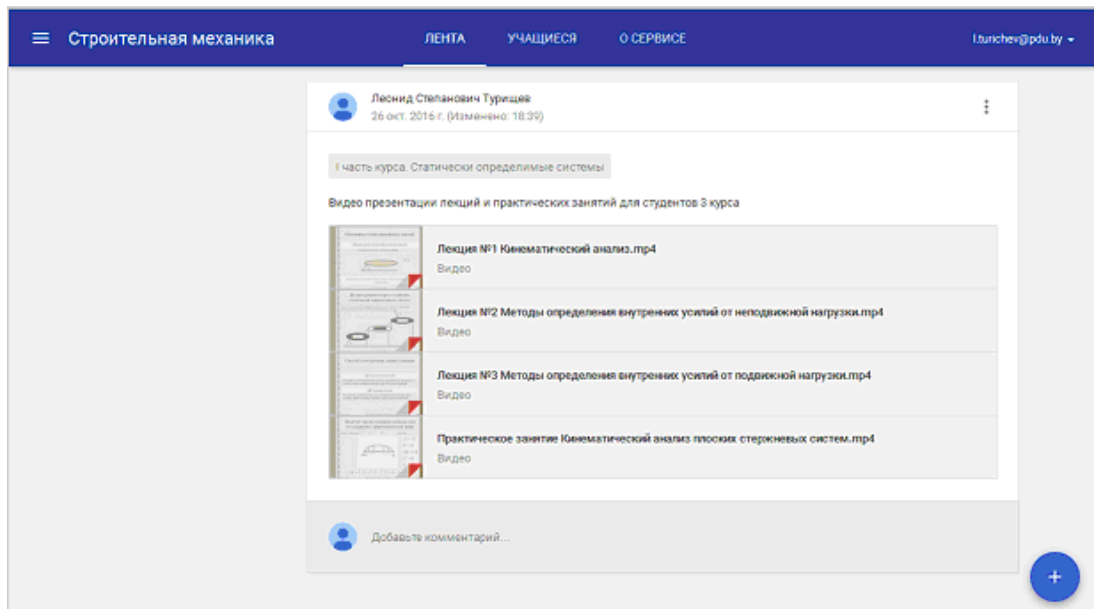 Строительная механика
ЛЕНТА УЧАЩИЕСЯ О СЕРВИСЕ
l.turichev@pdu.by
Леонид Степанович Турищев
26 окт. 2016 г. (Изменено: 18:39)
I часть курса. Статически определимые системы
Видео презентации лекций и практических занятий для студентов 3 курса
Лекция №1 Кинематический анализ.mp4
Видео
Лекция №2 Методы определения внутренних усилий от неподвижной нагрузки.mp4
Видео
Лекция №3 Методы определения внутренних усилий от подвижной нагрузки.mp4
Видео
Практическое занятие Кинематический анализ плоских стержневых систем.mp4
Видео
Добавьте комментарий...